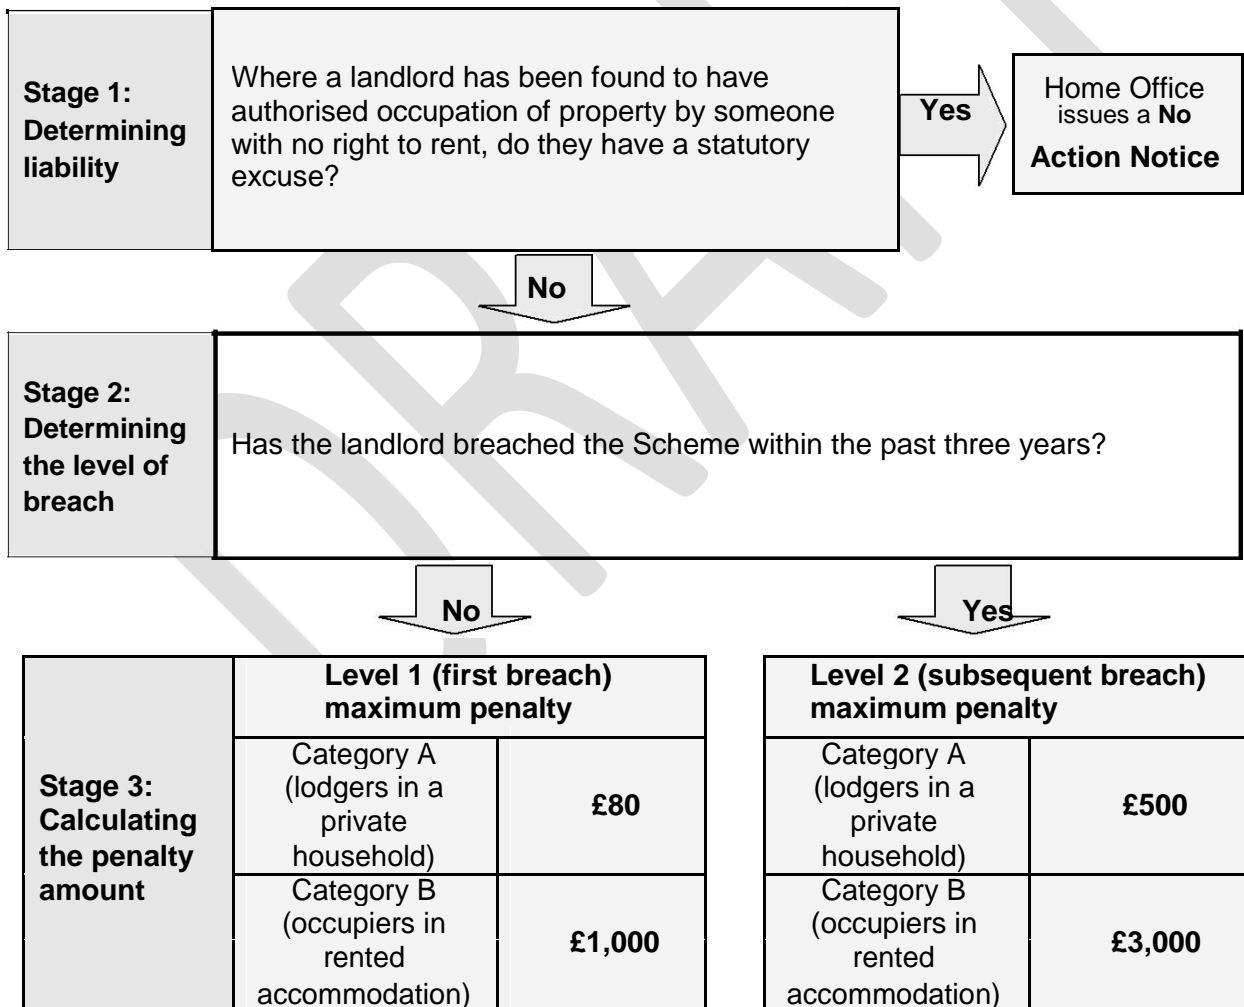 Stage 1:
Determining
liability
Where a landlord has been found to have
authorised occupation of property by someone
with no right to rent, do they have a statutory
excuse?
Yes
Home Office
issues a No
Action Notice
No
Stage 2:
Determining
the level of
breach
Has the landlord breached the Scheme within the past three years?
No
Yes
Stage 3:
Calculating
the penalty
amount
Level 1 (first breach)
maximum penalty
Category A
(lodgers in a
private
household)
£80
Category B
(occupiers in
rented
accommodation)
£1,000
Level 2 (subsequent breach)
maximum penalty
Category A
(lodgers in a
private
household)
£500
Category B
(occupiers in
rented
accommodation)
£3,000
DRAFT